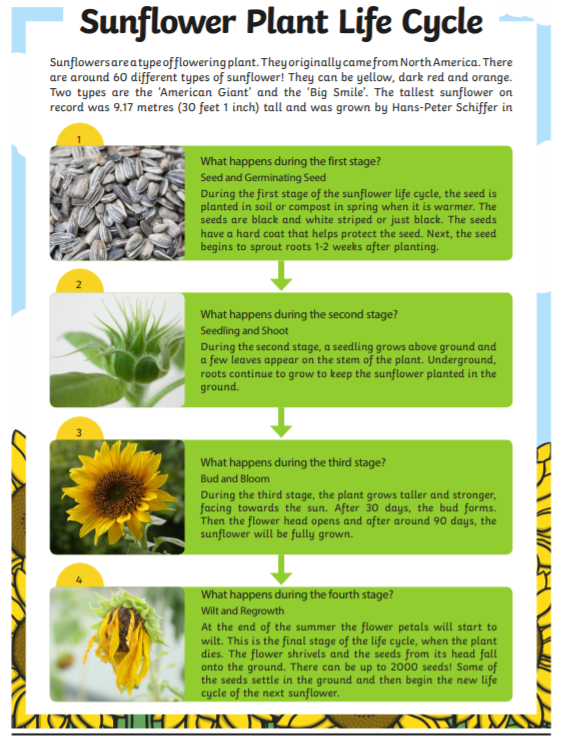 Sunflower Plant Life Cycle
Sunflowers are a type of flowering plant. They originally came from North America. There
are around 60 different types of sunflower! They can be yellow, dark red and orange.
Two types are the ‘American Giant’ and the ‘Big Smile’. The tallest sunflower on
record was 9.17 metres (30 feet 1 inch) tall and was grown by Hans-Peter Schiffer in
1
What happens during the first stage?
Seed and Germinating Seed
During the first stage of the sunflower life cycle, the seed is
planted in soil or compost in spring when it is warmer. The
seeds are black and white striped or just black. The seeds
have a hard coat that helps protect the seed. Next, the seed
begins to sprout roots 1-2 weeks after planting.
2
What happens during the second stage?
Seedling and Shoot
During the second stage, a seedling grows above ground and
a few leaves appear on the stem of the plant. Underground,
roots continue to grow to keep the sunflower planted in the
ground.
3
What happens during the third stage?
Bud and Bloom
During the third stage, the plant grows taller and stronger,
facing towards the sun. After 30 days, the bud forms.
Then the flower head opens and after around 90 days, the
sunflower will be fully grown.
4
What happens during the fourth stage?
Wilt and Regrowth
At the end of the summer the flower petals will start to
wilt. This is the final stage of the life cycle, when the plant
dies. The flower shrivels and the seeds from its head fall
onto the ground. There can be up to 2000 seeds! Some of
the seeds settle in the ground and then begin the new life
cycle of the next sunflower.